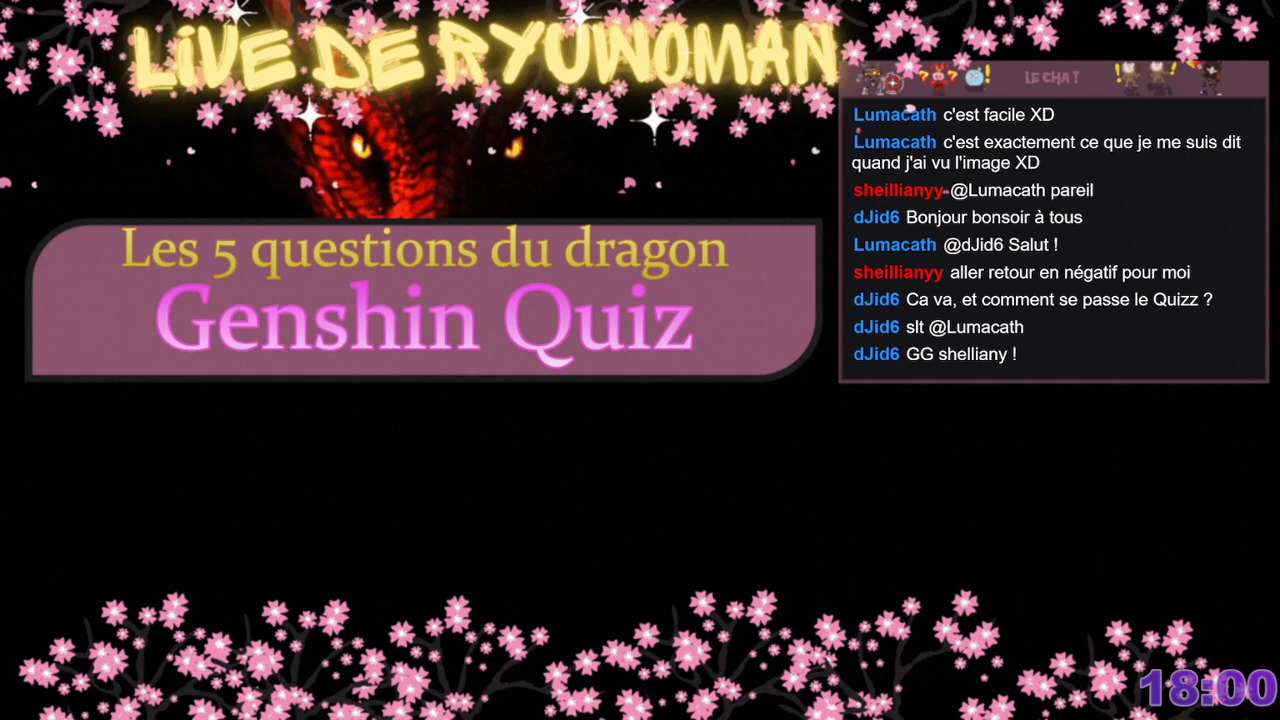 LiVE DE RYUWOMAN
LE CHAT
Lumacath c'est facile XD
Lumacath c'est exactement ce que je me suis dit
quand j'ai vu l'image XD
sheillianyy @Lumacath pareil
dJid6 Bonjour bonsoir à tous
Lumacath @dJid6 Salut !
sheillianyy aller retour en négatif pour moi
dJid6 Ca va, et comment se passe le Quizz ?
dJid6 slt @Lumacath
dJid6 GG shelliany !
Les 5 questions du dragon
Genshin Quiz
18:00